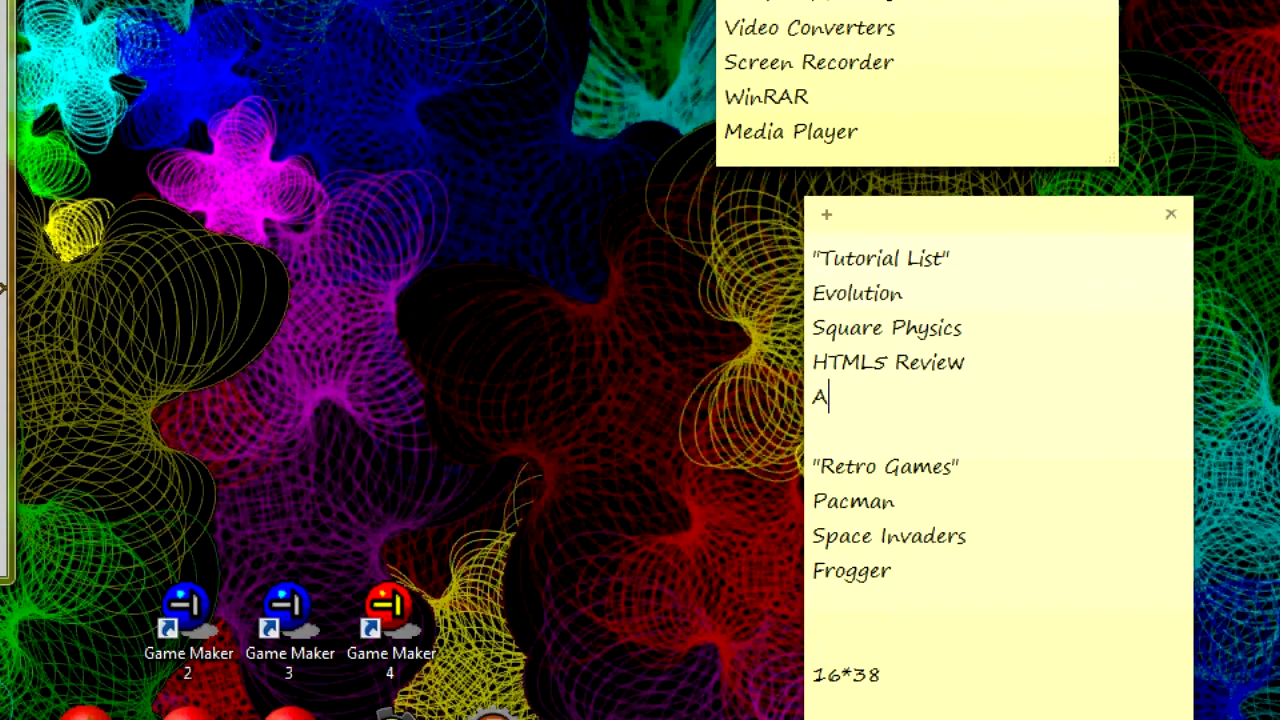 Video Converters
Screen Recorder
WinRAR
Media Player
+
×
"Tutorial List"
Evolution
Square Physics
HTML5 Review
A
"Retro Games"
Pacman
Space Invaders
Frogger
16*38
Game Maker 2
Game Maker 3
Game Maker 4